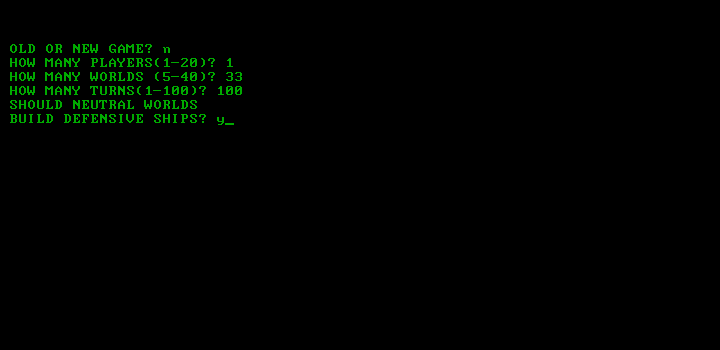 OLD OR NEW GAME? n
HOW MANY PLAYERS(1-20)? 1
HOW MANY WORLDS (5-40)? 33
HOW MANY TURNS(1-100)? 100
SHOULD NEUTRAL WORLDS
BUILD DEFENSIVE SHIPS? y_